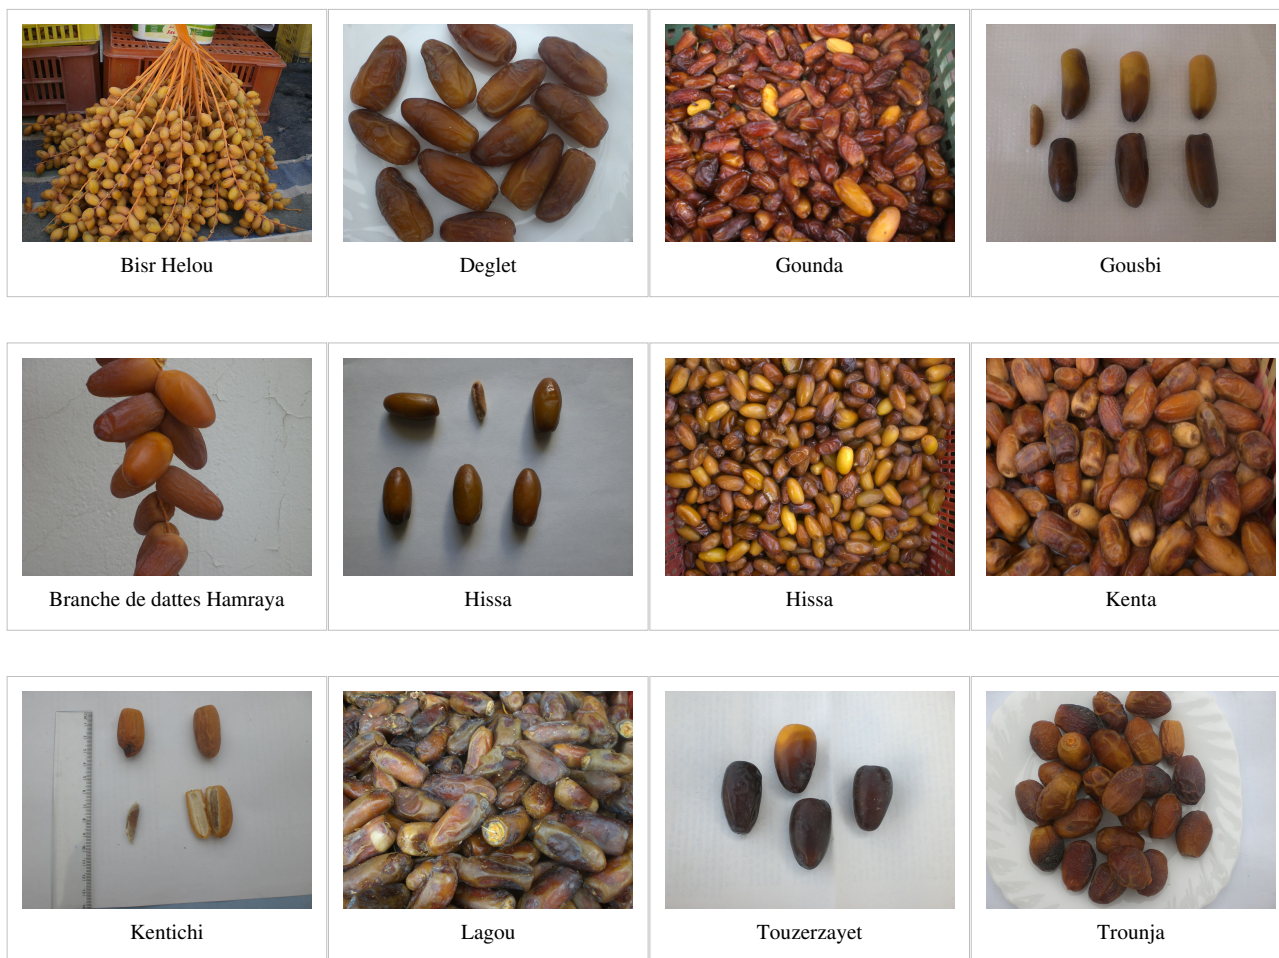 Bisr Helou
Deglet
Gounda
Gousbi
Branche de dattes Hamraya
Hissa
Hissa
Kenta
Kentichi
Lagou
Touzerzayet
Trounja